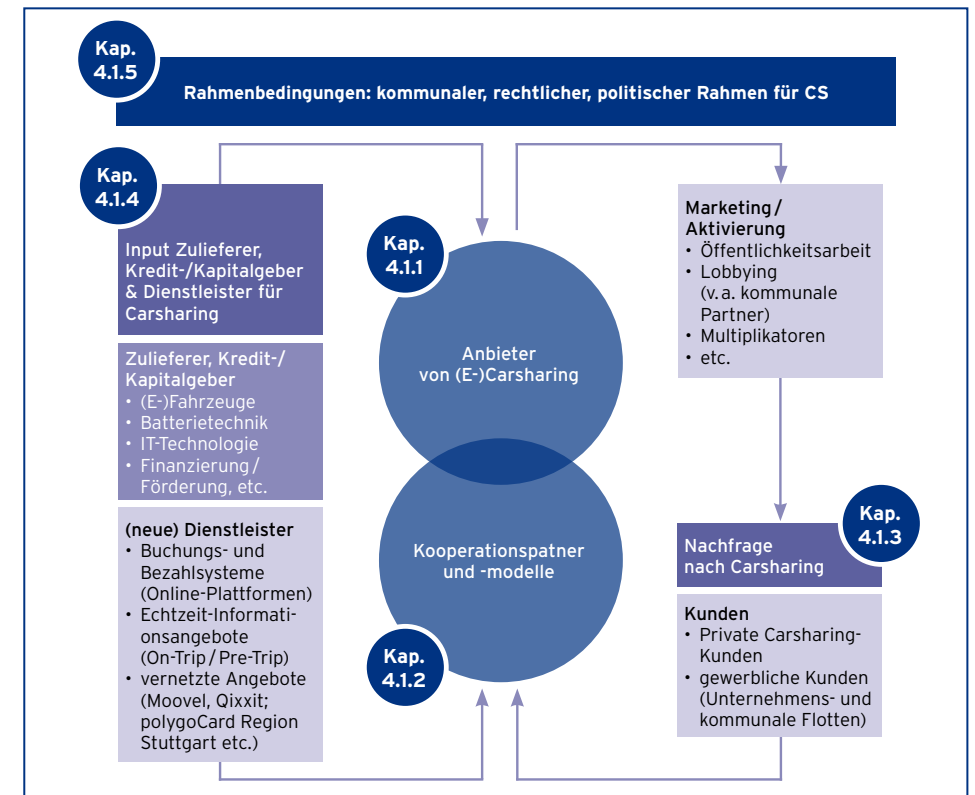 Kap.
4.1.5
Rahmenbedingungen: kommunaler, rechtlicher, politischer Rahmen für CS
Kap.
4.1.4
Input Zulieferer,
Kredit-/Kapitalgeber
& Dienstleister für
Carsharing
Zulieferer, Kredit-/
Kapitalgeber
• (E-)Fahrzeuge
• Batterietechnik
• IT-Technologie
• Finanzierung/
Förderung, etc.
(neue) Dienstleister
• Buchungs- und
Bezahlsysteme
(Online-Plattformen)
• Echtzeit-Informati-
onsangebote
(On-Trip/Pre-Trip)
• vernetzte Angebote
(Moovel, Qixxit;
polygoCard Region
Stuttgart etc.)
Kap.
4.1.1
Anbieter
von (E-)Carsharing
Kooperationspatner
und -modelle
Kap.
4.1.2
Marketing/
Aktivierung
• Öffentlichkeitsarbeit
• Lobbying
(v. a. kommunale
Partner)
• Multiplikatoren
• etc.
Kap.
4.1.3
Nachfrage
nach Carsharing
Kunden
• Private Carsharing-
Kunden
• gewerbliche Kunden
(Unternehmens- und
kommunale Flotten)